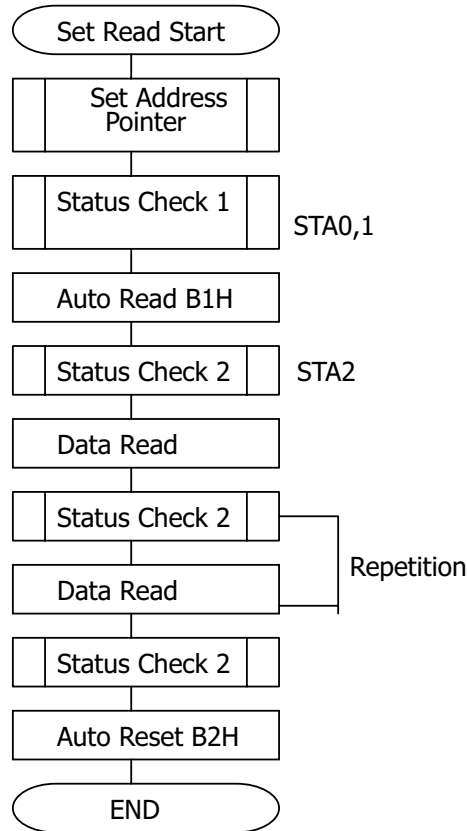 Set Read Start
Set Address
Pointer
Status Check 1
STA0,1
Auto Read B1H
Status Check 2
STA2
Data Read
Status Check 2
Repetition
Data Read
Status Check 2
Auto Reset B2H
END